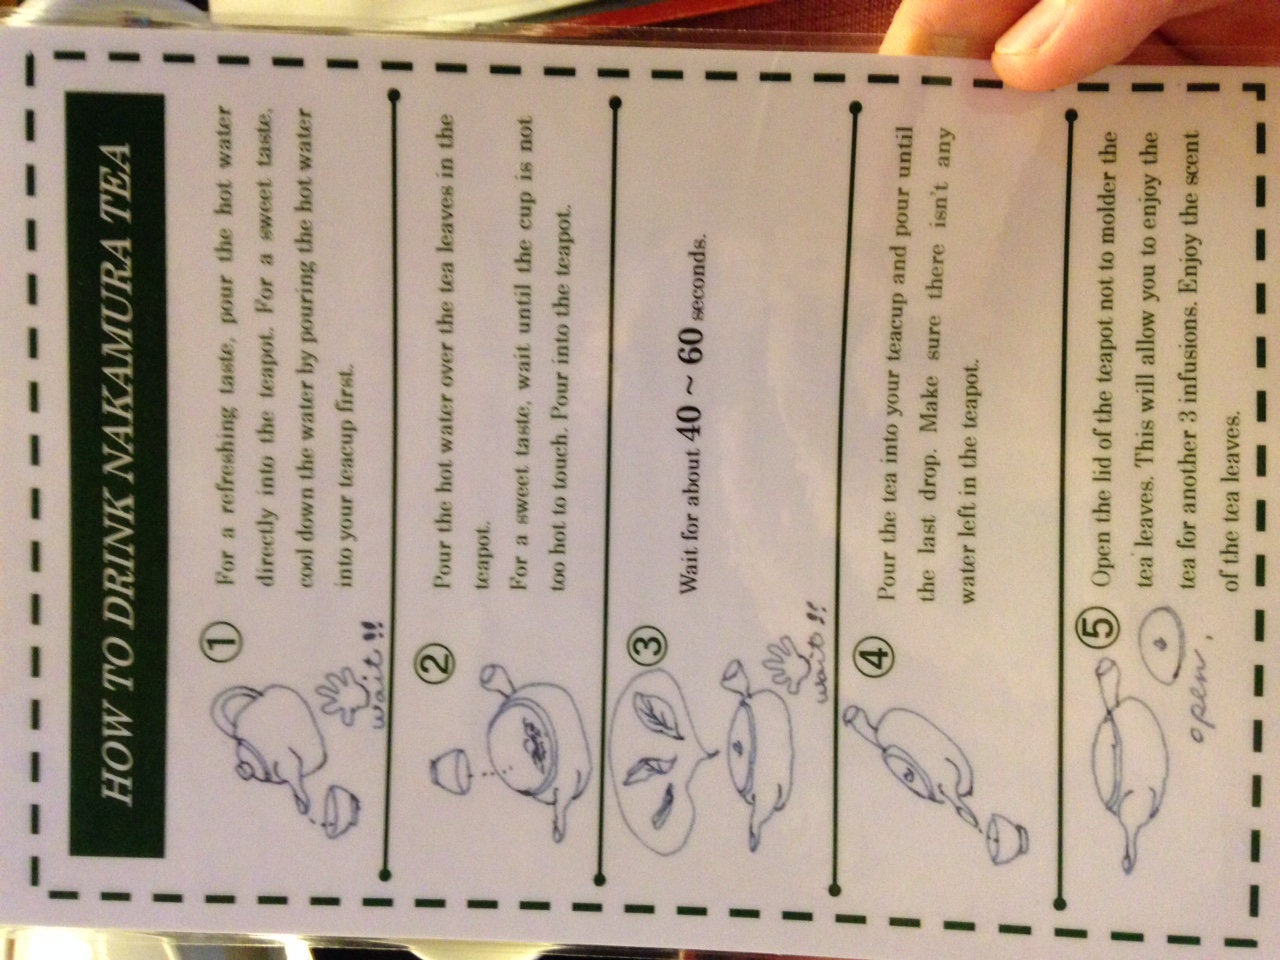 HOW TO DRINK NAKAMURA TEA
①
For a refreshing taste, pour the hot water
directly into the teapot. For a sweet taste,
cool down the water by pouring the hot water
into your teacup first.
wait!!
②
Pour the hot water over the tea leaves in the
teapot.
For a sweet taste, wait until the cup is not
too hot to touch. Pour into the teapot.
③
Wait for about 40 ~ 60 seconds.
wait!!
④
Pour the tea into your teacup and pour until
the last drop. Make sure there isn't any
water left in the teapot.
⑤
Open the lid of the teapot not to molder the
tea leaves. This will allow you to enjoy the
tea for another 3 infusions. Enjoy the scent
of the tea leaves.
open,